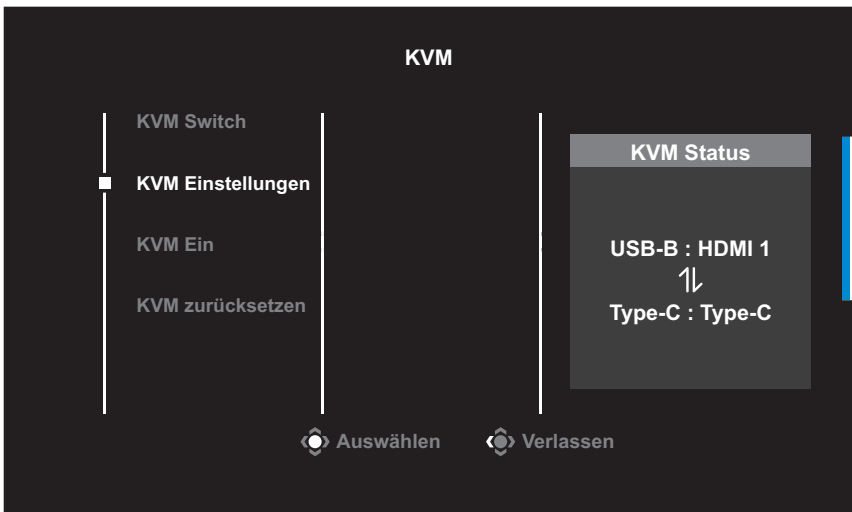 KVM
KVM Switch
KVM Einstellungen
KVM Ein
KVM zurücksetzen
KVM Status
USB-B : HDMI 1
Type-C : Type-C
Auswählen
Verlassen